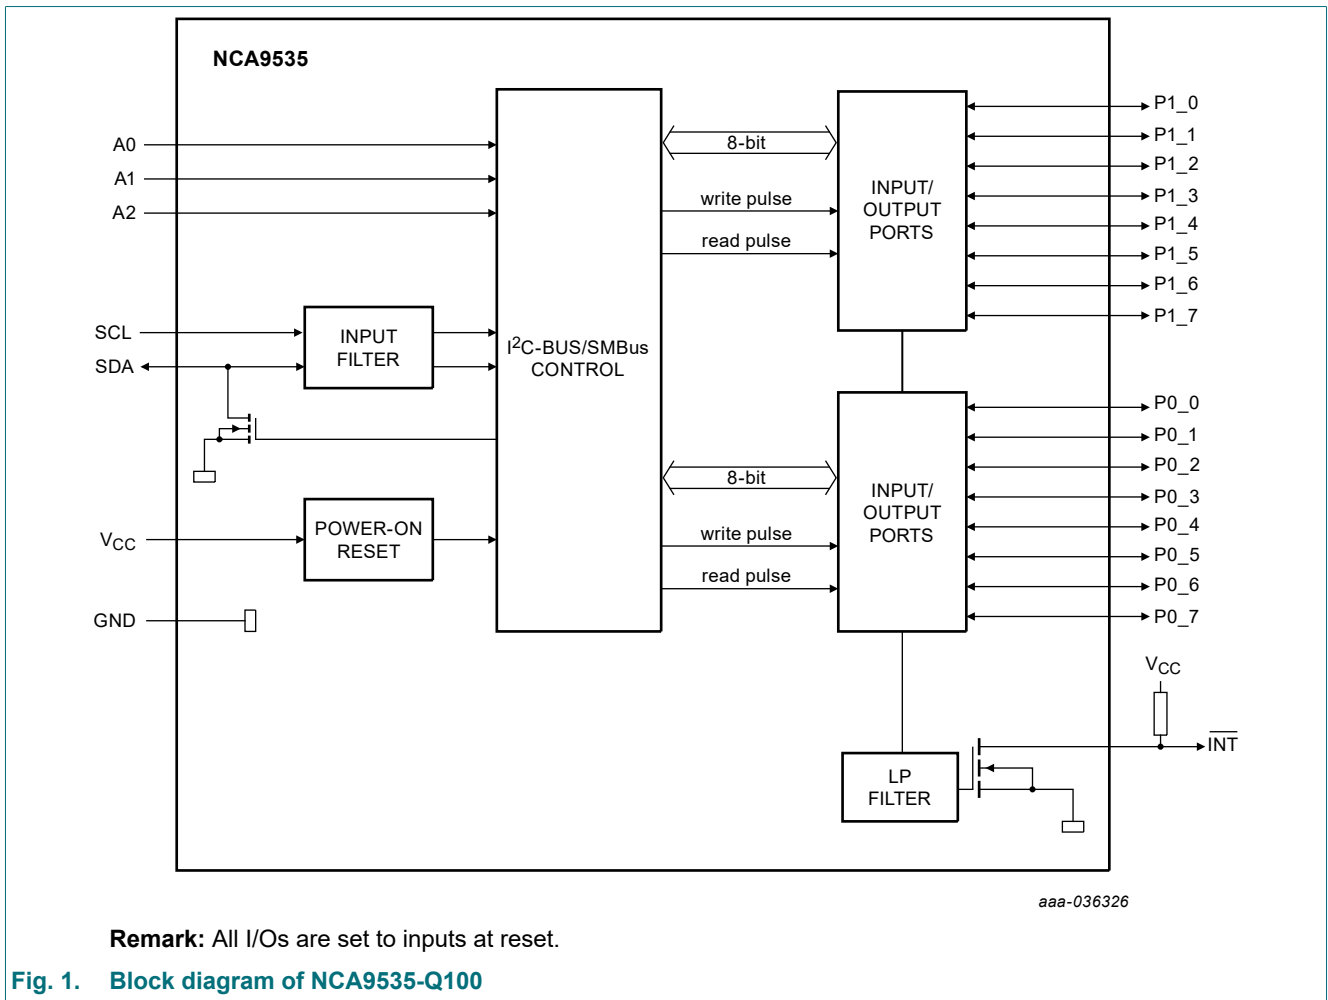 NCA9535
A0
A1
A2
SCL
SDA
VCC
GND
INPUT
FILTER
POWER-ON
RESET
I2C-BUS/SMBus
CONTROL
8-bit
write pulse
read pulse
8-bit
write pulse
read pulse
INPUT/
OUTPUT
PORTS
INPUT/
OUTPUT
PORTS
P1_0
P1_1
P1_2
P1_3
P1_4
P1_5
P1_6
P1_7
P0_0
P0_1
P0_2
P0_3
P0_4
P0_5
P0_6
P0_7
VCC
INT
LP
FILTER
aaa-036326
Remark: All I/Os are set to inputs at reset.
Fig. 1. Block diagram of NCA9535-Q100